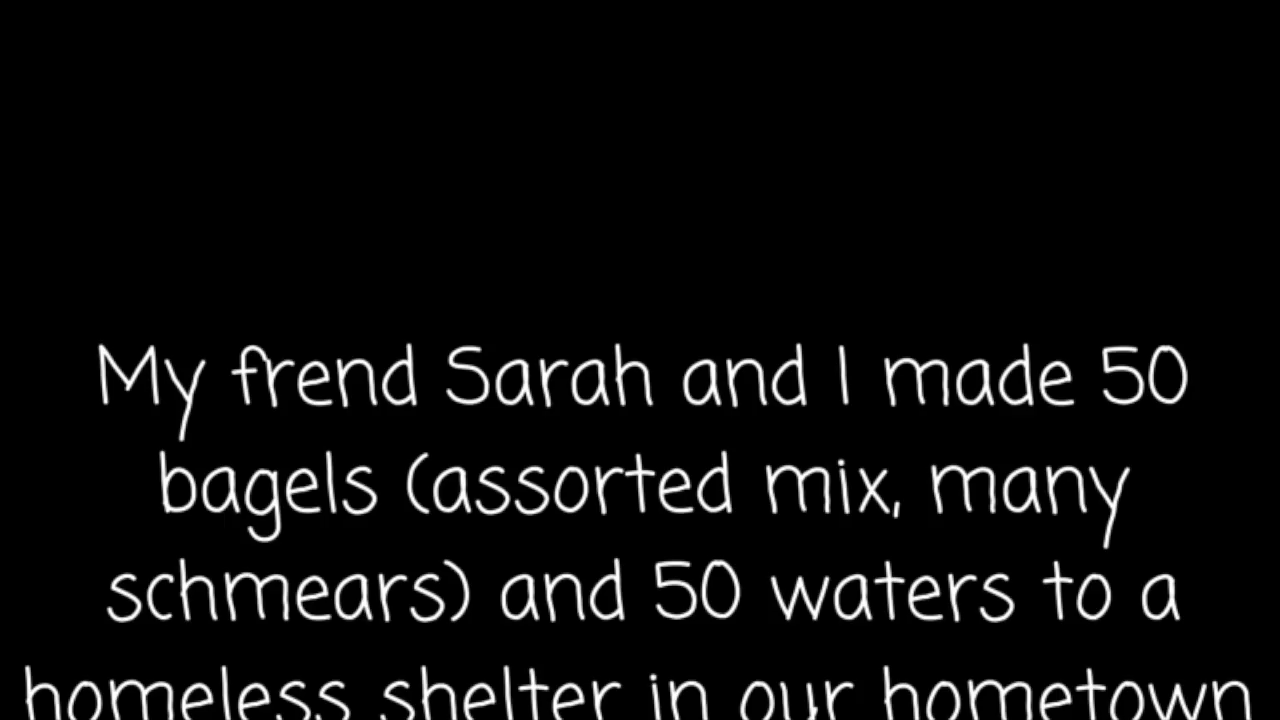 My frend Sarah and I made 50
bagels (assorted mix, many
schmears) and 50 waters to a
homeless shelter in our hometown